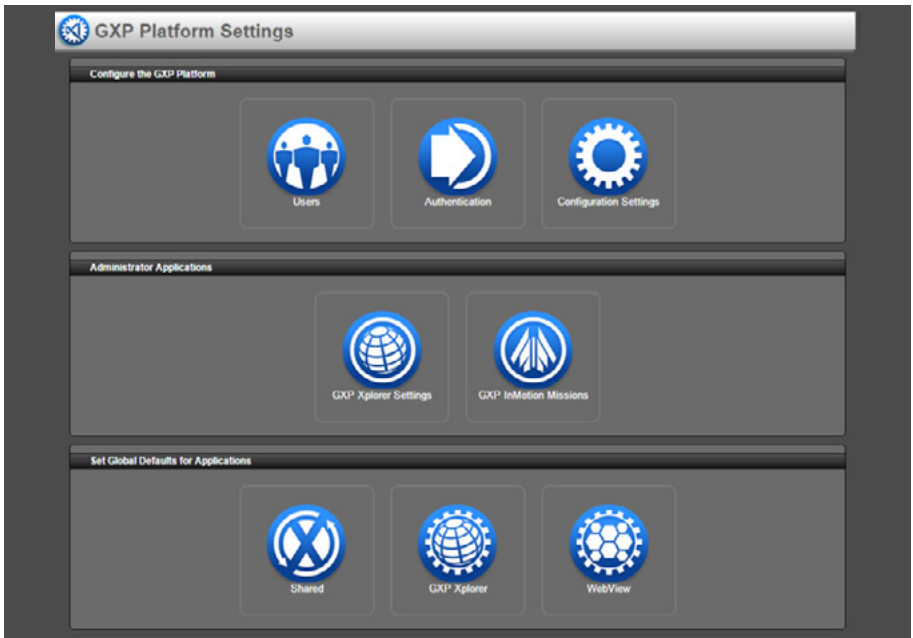 GXP Platform Settings
Configure the GXP Platform
Users
Authentication
Configuration Settings
Administrator Applications
GXP Xplorer Settings
GXP InMotion Missions
Set Global Defaults for Applications
Shared
GXP Xplorer
WebView